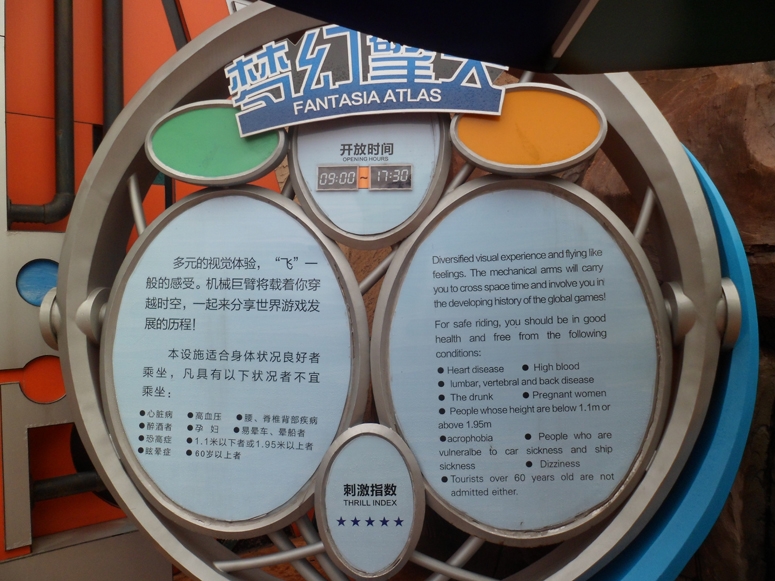 梦幻擎天
FANTASIA ATLAS
开放时间
OPENING HOURS
09:00 ~ 17:30
多元的视觉体验，“飞”一
般的感受。机械巨臂将载着你穿
越时空，一起来分享世界游戏发
展的历程！
本设施适合身体状况良好者
乘坐，凡具有以下状况者不宜
乘坐：
●心脏病 ●高血压 ●腰、脊椎背部疾病
●醉酒者 ●孕 妇 ●易晕车、晕船者
●恐高症 ●1.1米以下者或1.95米以上者
●眩晕症 ●60岁以上者
Diversified visual experience and flying like
feelings. The mechanical arms will carry
you to cross space time and involve you in
the developing history of the global games!
For safe riding, you should be in good
health and free from the following
conditions:
● Heart disease ● High blood
● lumbar, vertebral and back disease
● The drunk ● Pregnant women
● People whose height are below 1.1m or
above 1.95m
●acrophobia ● People who are
vulneralbe to car sickness and ship
sickness ● Dizziness
●Tourists over 60 years old are not
admitted either.
刺激指数
THRILL INDEX
★★★★★